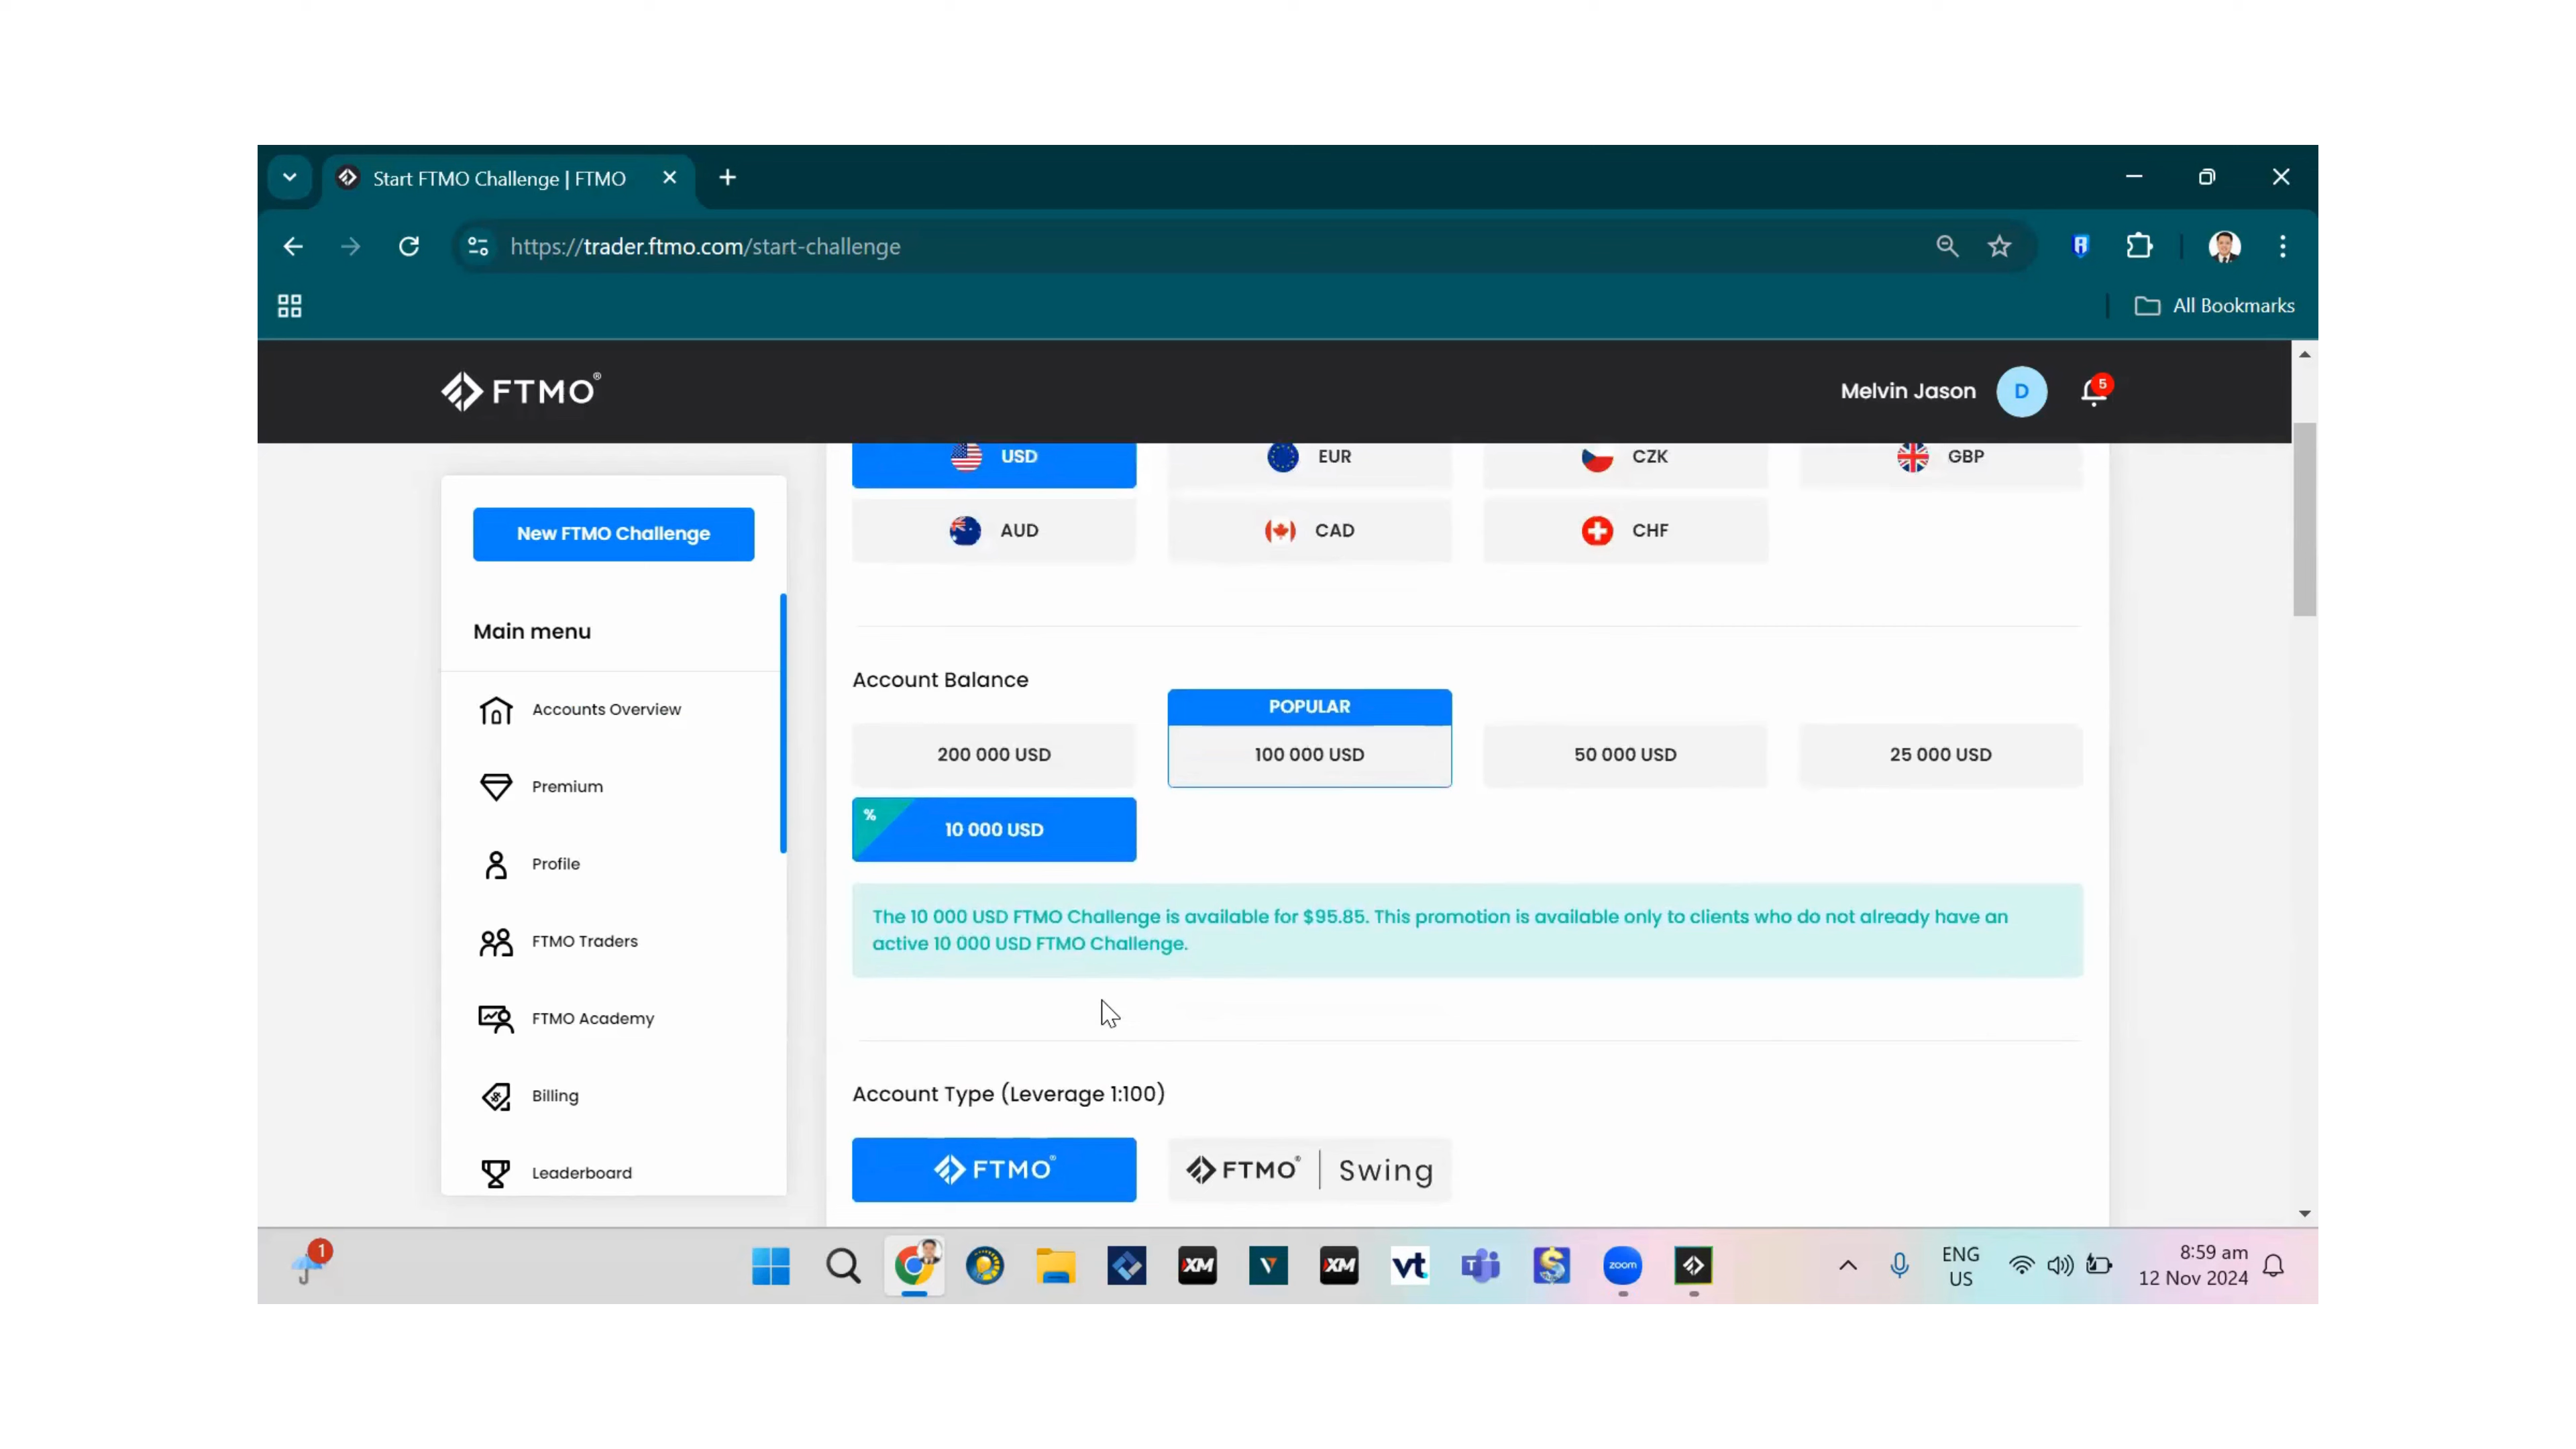 Start FTMO Challenge | FTMO
https://trader.ftmo.com/start-challenge
All Bookmarks
FTMO®
Melvin Jason
D
5
New FTMO Challenge
Main menu
Accounts Overview
Premium
Profile
FTMO Traders
FTMO Academy
Billing
Leaderboard
USD
EUR
CZK
GBP
AUD
CAD
CHF
Account Balance
POPULAR
200 000 USD
100 000 USD
50 000 USD
25 000 USD
%
10 000 USD
The 10 000 USD FTMO Challenge is available for $95.85. This promotion is available only to clients who do not already have an
active 10 000 USD FTMO Challenge.
Account Type (Leverage 1:100)
FTMO®
FTMO® | Swing
1
XM
XM
vt.
T
$
zoom
ENG
US
8:59 am
12 Nov 2024